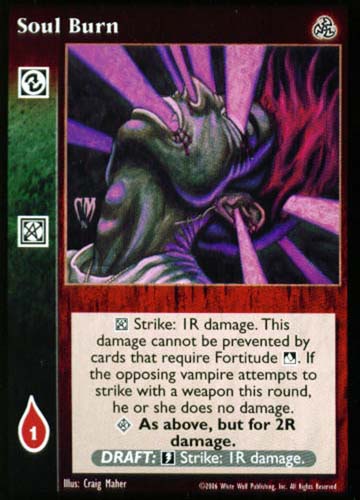 Soul Burn
CM
Strike: 1R damage. This
damage cannot be prevented by
cards that require Fortitude. If
the opposing vampire attempts to
strike with a weapon this round,
he or she does no damage.
As above, but for 2R
damage.
DRAFT: Strike: 1R damage.
1
Illus: Craig Maher
©2006 White Wolf Publishing, Inc. All Rights Reserved